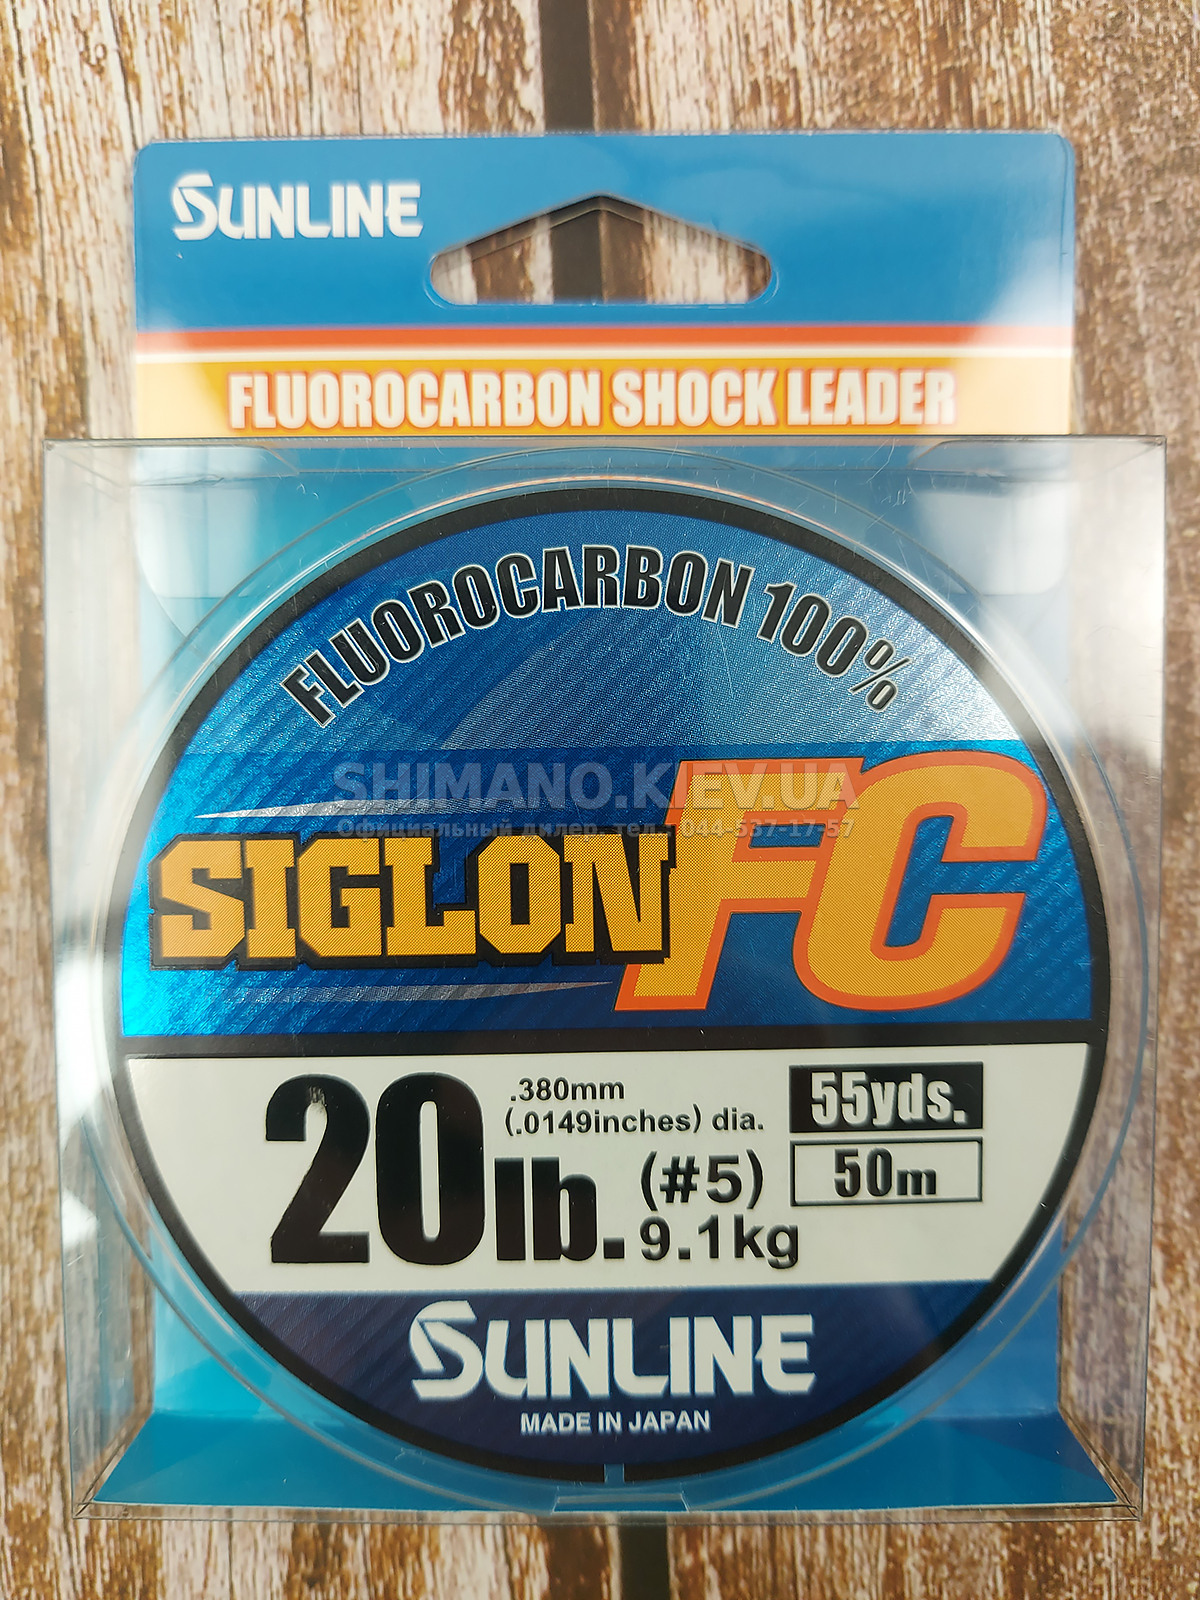 SUNLINE
FLUOROCARBON SHOCK LEADER
FLUOROCARBON 100%
SHIMANO.KIEV.UA
Официальный дилер. тел.: 044-537-17-57
SIGLON FC
20lb.
.380mm
(.0149inches) dia.
(#5)
9.1kg
55yds.
50m
SUNLINE
MADE IN JAPAN